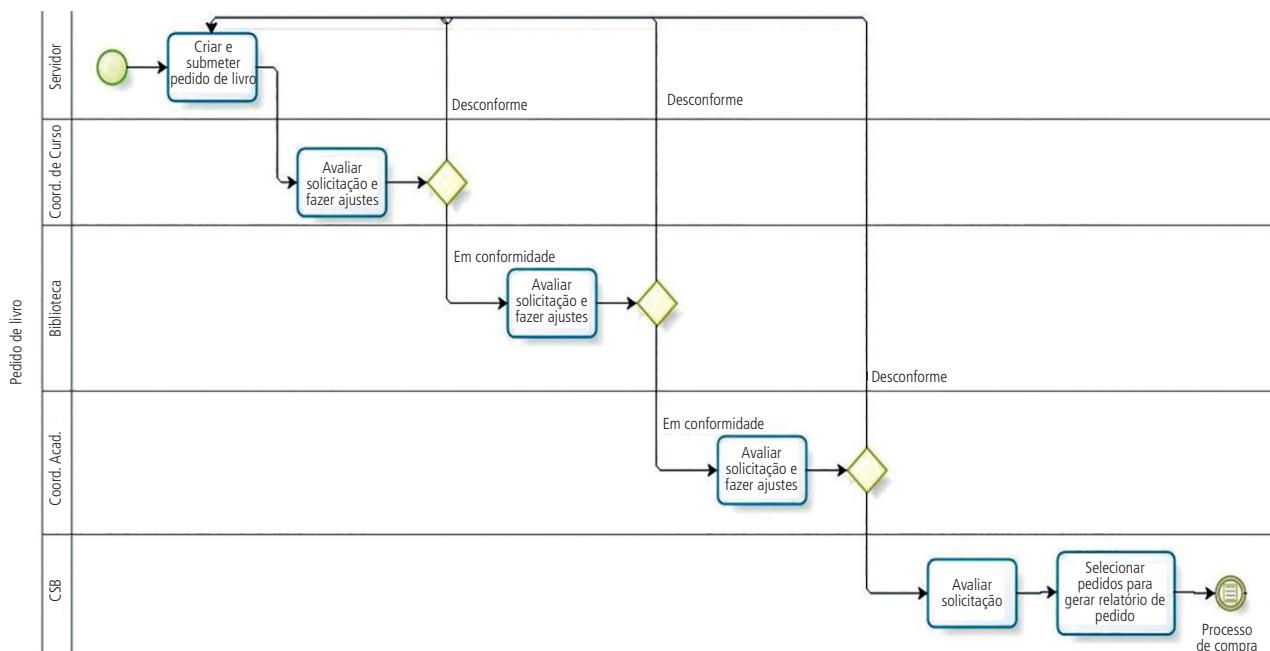 Pedido de livro
Servidor
Criar e
submeter
pedido de livro
Desconforme
Desconforme
Coord. de Curso
Avaliar
solicitação e
fazer ajustes
Em conformidade
Biblioteca
Avaliar
solicitação e
fazer ajustes
Desconforme
Coord. Acad.
Em conformidade
Avaliar
solicitação e
fazer ajustes
CSB
Avaliar
solicitação
Selecionar
pedidos para
gerar relatório de
pedido
Processo
de compra